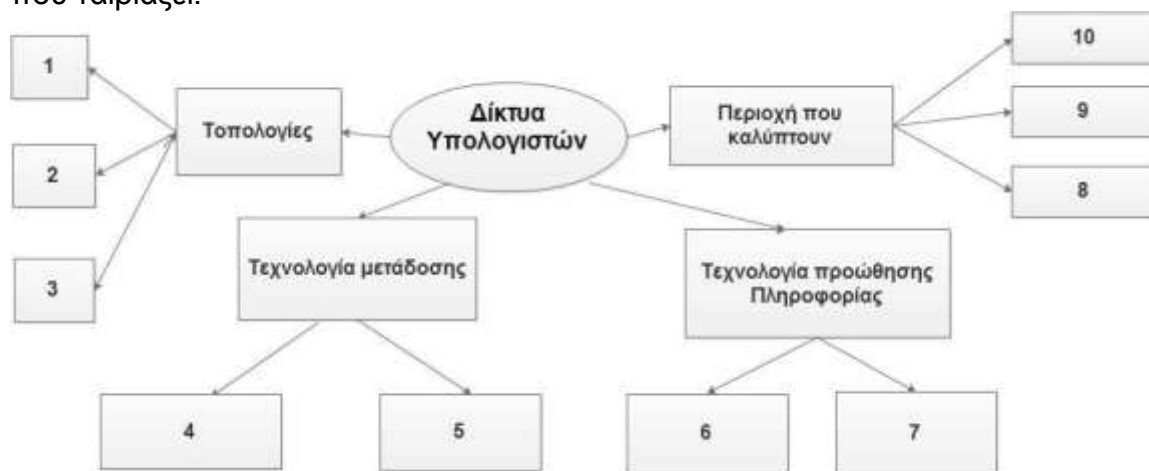 που ταιριάζει.
1
10
Δίκτυα
Υπολογιστών
Τοπολογίες
Περιοχή που
καλύπτουν
9
2
8
Τεχνολογία μετάδοσης
Τεχνολογία προώθησης
Πληροφορίας
3
4
5
6
7